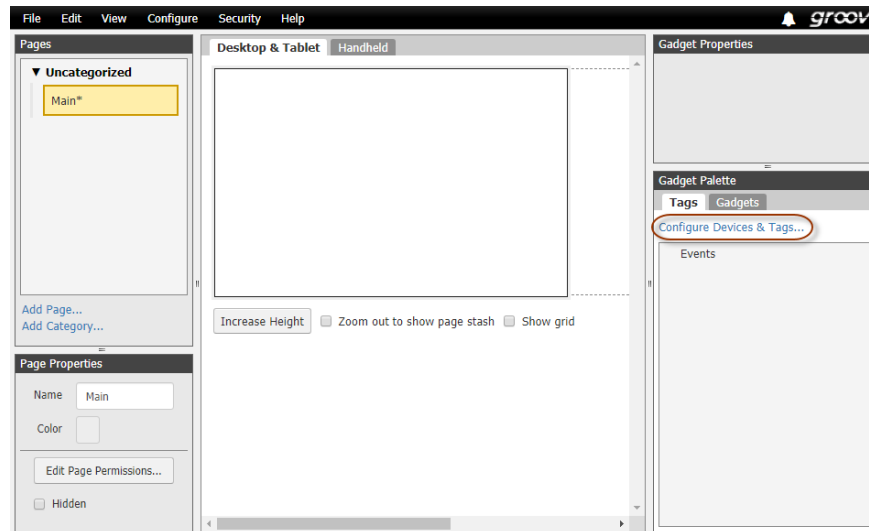 File Edit View Configure Security Help
groov
Pages
▼ Uncategorized
Main*
Add Page...
Add Category...
Page Properties
Name Main
Color
Edit Page Permissions...
Hidden
Desktop & Tablet Handheld
Increase Height Zoom out to show page stash Show grid
Gadget Properties
Gadget Palette
Tags Gadgets
Configure Devices & Tags...
Events